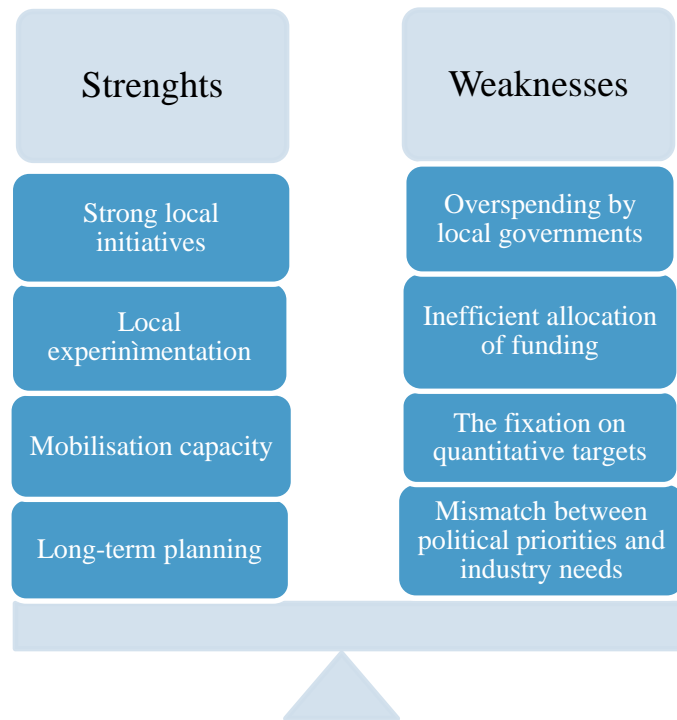 Strenghts
Strong local
initiatives
Local
experinìmentation
Mobilisation capacity
Long-term planning
Weaknesses
Overspending by
local governments
Inefficient allocation
of funding
The fixation on
quantitative targets
Mismatch between
political priorities and
industry needs